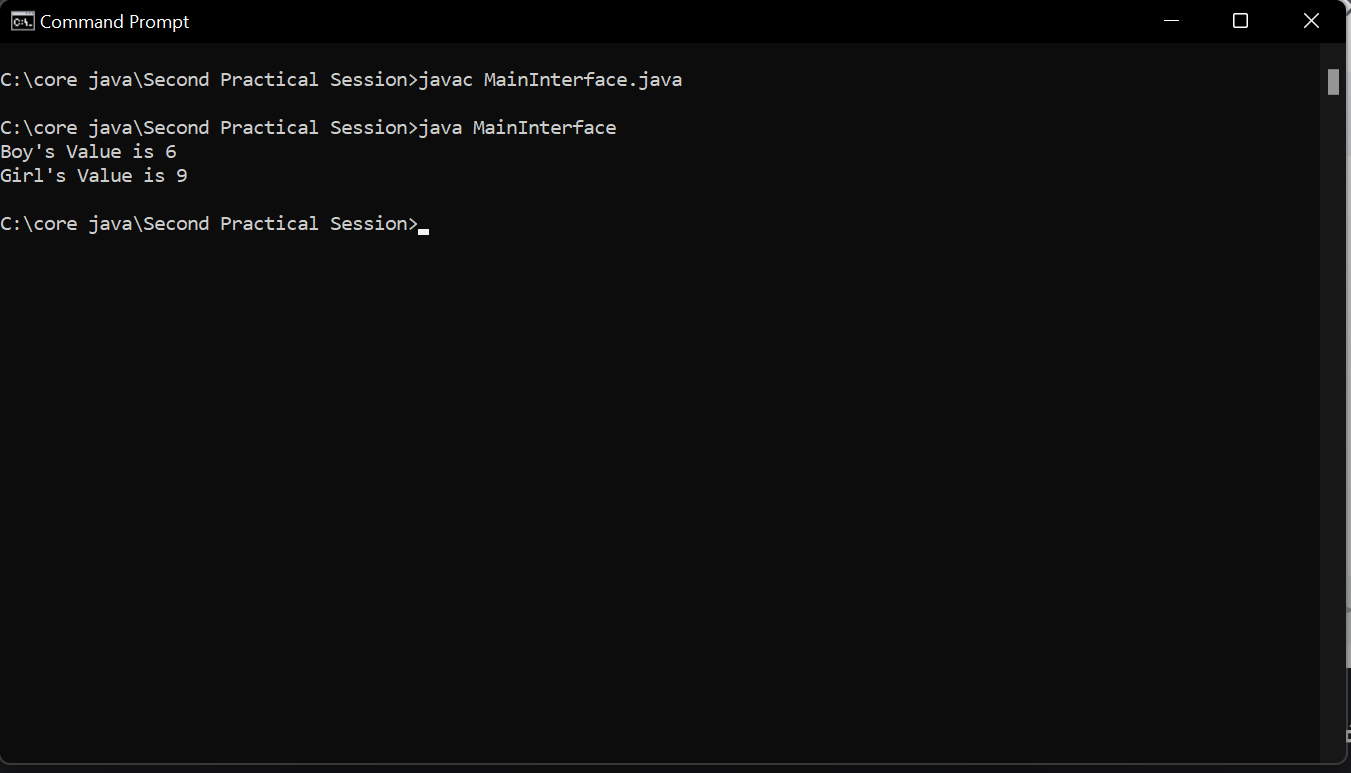 Command Prompt
C:\core java\Second Practical Session>javac MainInterface.java
C:\core java\Second Practical Session>java MainInterface
Boy's Value is 6
Girl's Value is 9
C:\core java\Second Practical Session>